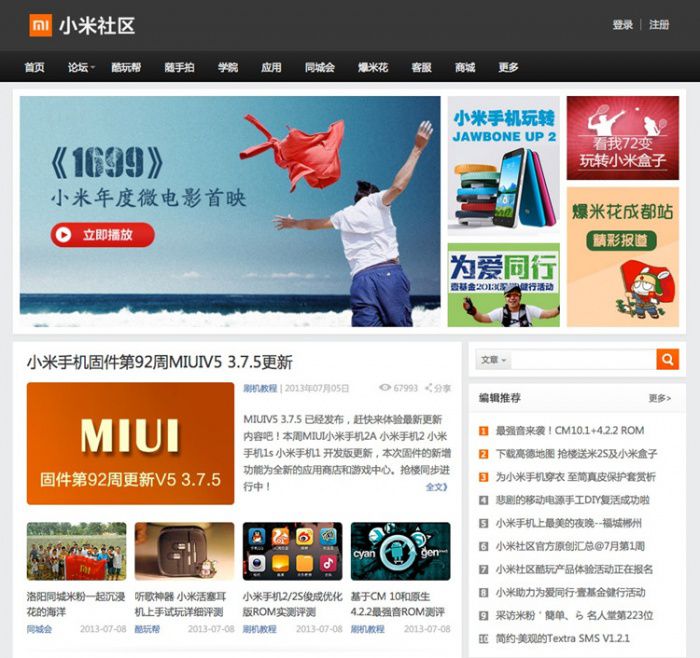 小米社区
登录 | 注册
首页 论坛 酷玩帮 随手拍 学院 应用 同城会 爆米花 客服 商城 更多
《1699》
小米年度微电影首映
立即播放
小米手机玩转
JAWBONE UP 2
看我72变
玩转小米盒子
为爱同行
壹基金2013深圳健行活动
爆米花成都站
精彩报道
小米手机固件第92周MIUIV5 3.7.5更新
MIUI
固件第92周更新V5 3.7.5
刷机教程 | 2013年07月05日 67993 分享
MIUIV5 3.7.5 已经发布，赶快来体验最新更新
内容吧！本周MIUI小米手机2A 小米手机2 小米
手机1s 小米手机1 开发版更新，本次固件的新增
功能为全新的应用商店和游戏中心。抢楼同步进
行中！ 全文》
洛阳同城米粉一起沉浸
花的海洋
同城会 2013-07-08
听歌神器 小米活塞耳
机上手试玩详细评测
酷玩帮 2013-07-08
小米手机2/2S俊成优化
版ROM实测评测
刷机教程 2013-07-08
cyan gen
基于CM 10和原生
4.2.2最强音ROM测评
刷机教程 2013-07-08
文章
编辑推荐 更多>
1 最强音来袭！CM10.1+4.2.2 ROM
2 下载高德地图 抢楼送米2S及小米盒子
3 为小米手机穿衣 至简真皮保护套赏析
4 悲剧的移动电源手工DIY复活成功啦
5 小米手机上最美的夜晚--福城郴州
6 小米社区官方原创汇总@7月第1周
7 小米社区酷玩产品体验活动正在报名
8 小米助力为爱同行-壹基金健行活动
9 采访米粉‘簡单、ら 名人堂第223位
10 简约·美观的Textra SMS V1.2.1